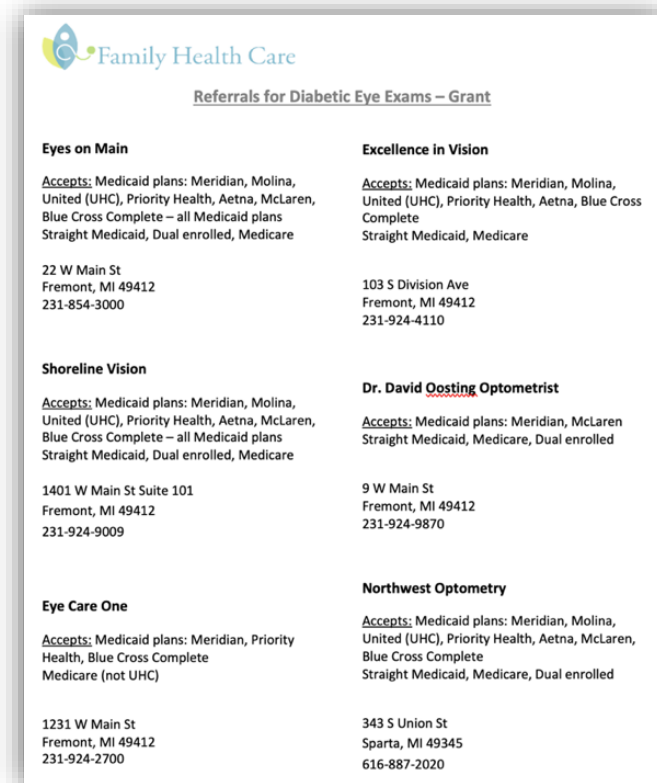 Family Health Care
Referrals for Diabetic Eye Exams – Grant
Eyes on Main
Accepts: Medicaid plans: Meridian, Molina,
United (UHC), Priority Health, Aetna, McLaren,
Blue Cross Complete – all Medicaid plans
Straight Medicaid, Dual enrolled, Medicare
22 W Main St
Fremont, MI 49412
231-854-3000
Shoreline Vision
Accepts: Medicaid plans: Meridian, Molina,
United (UHC), Priority Health, Aetna, McLaren,
Blue Cross Complete – all Medicaid plans
Straight Medicaid, Dual enrolled, Medicare
1401 W Main St Suite 101
Fremont, MI 49412
231-924-9009
Eye Care One
Accepts: Medicaid plans: Meridian, Priority
Health, Blue Cross Complete
Medicare (not UHC)
1231 W Main St
Fremont, MI 49412
231-924-2700
Excellence in Vision
Accepts: Medicaid plans: Meridian, Molina,
United (UHC), Priority Health, Aetna, Blue Cross
Complete
Straight Medicaid, Medicare
103 S Division Ave
Fremont, MI 49412
231-924-4110
Dr. David Oosting Optometrist
Accepts: Medicaid plans: Meridian, McLaren
Straight Medicaid, Medicare, Dual enrolled
9 W Main St
Fremont, MI 49412
231-924-9870
Northwest Optometry
Accepts: Medicaid plans: Meridian, Molina,
United (UHC), Priority Health, Aetna, McLaren,
Blue Cross Complete
Straight Medicaid, Medicare, Dual enrolled
343 S Union St
Sparta, MI 49345
616-887-2020